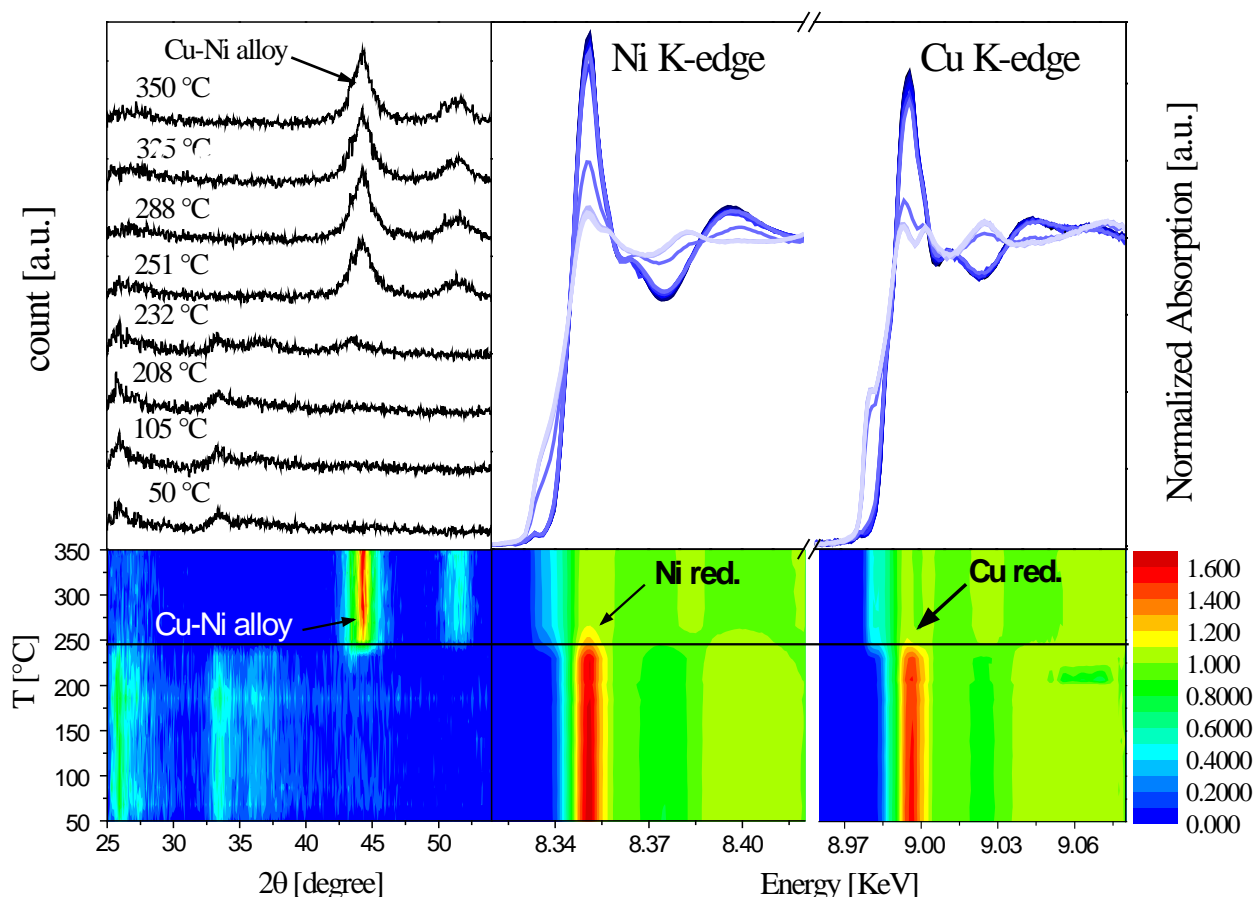 Cu-Ni alloy
Ni K-edge
Cu K-edge
350 °C
325 °C
288 °C
251 °C
232 °C
208 °C
105 °C
50 °C
count [a.u.]
Normalized Absorption [a.u.]
350
300
250
200
150
100
50
T [°C]
Cu-Ni alloy
Ni red.
Cu red.
1.600
1.400
1.200
1.000
0.8000
0.6000
0.4000
0.2000
0.000
25 30 35 40 45 50
8.34 8.37 8.40
8.97 9.00 9.03 9.06
2θ [degree]
Energy [KeV]